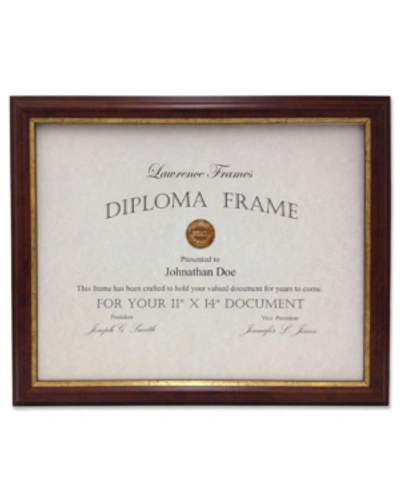 Lawrence Frames
DIPLOMA FRAME
Presented to
Johnathan Doe
This frame has been crafted to hold your valued document for years to come.
FOR YOUR 11" X 14" DOCUMENT
President Vice President
Joseph G. Smith Jennifer L. Jones